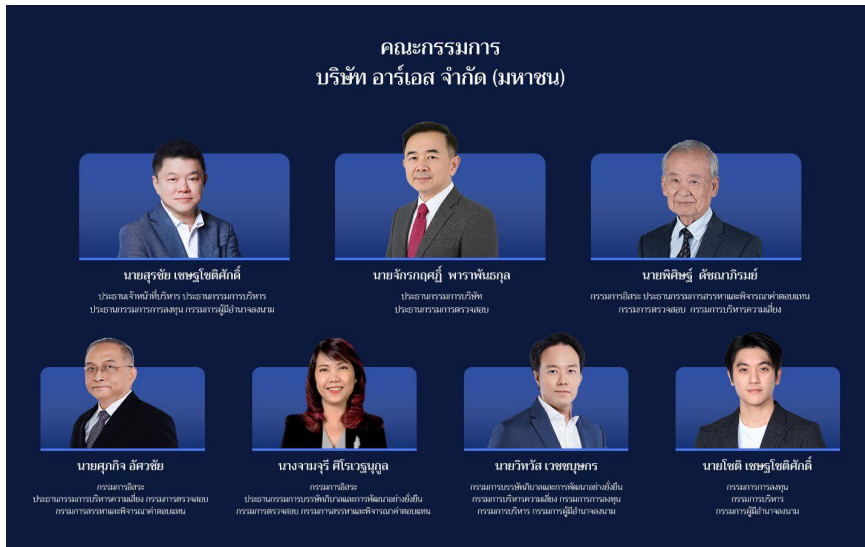 คณะกรรมการ
บริษัท อาร์เอส จำกัด (มหาชน)
นายสุรชัย เชษฐโชติศักดิ์
ประธานเจ้าหน้าที่บริหาร ประธานกรรมการบริหาร
ประธานกรรมการการลงทุน กรรมการผู้มีอำนาจลงนาม
นายจักรกฤศฏิ์ พาราพันธกุล
ประธานกรรมการบริษัท
ประธานกรรมการตรวจสอบ
นายพิศิษฐ์ ดัชณาภิรมย์
กรรมการอิสระ ประธานกรรมการสรรหาและพิจารณาค่าตอบแทน
กรรมการตรวจสอบ กรรมการบริหารความเสี่ยง
นายศุภกิจ อัศวชัย
กรรมการอิสระ
ประธานกรรมการบริหารความเสี่ยง กรรมการตรวจสอบ
กรรมการสรรหาและพิจารณาค่าตอบแทน
นางจามจุรี ศิโรเวฐนุกูล
กรรมการอิสระ
ประธานกรรมการบรรษัทภิบาลและการพัฒนาอย่างยั่งยืน
กรรมการตรวจสอบ กรรมการสรรหาและพิจารณาค่าตอบแทน
นายวิทวัส เวชชบุษกร
กรรมการบรรษัทภิบาลและการพัฒนาอย่างยั่งยืน
กรรมการบริหารความเสี่ยง กรรมการการลงทุน
กรรมการบริหาร กรรมการผู้มีอำนาจลงนาม
นายโชติ เชษฐโชติศักดิ์
กรรมการการลงทุน
กรรมการบริหาร
กรรมการผู้มีอำนาจลงนาม